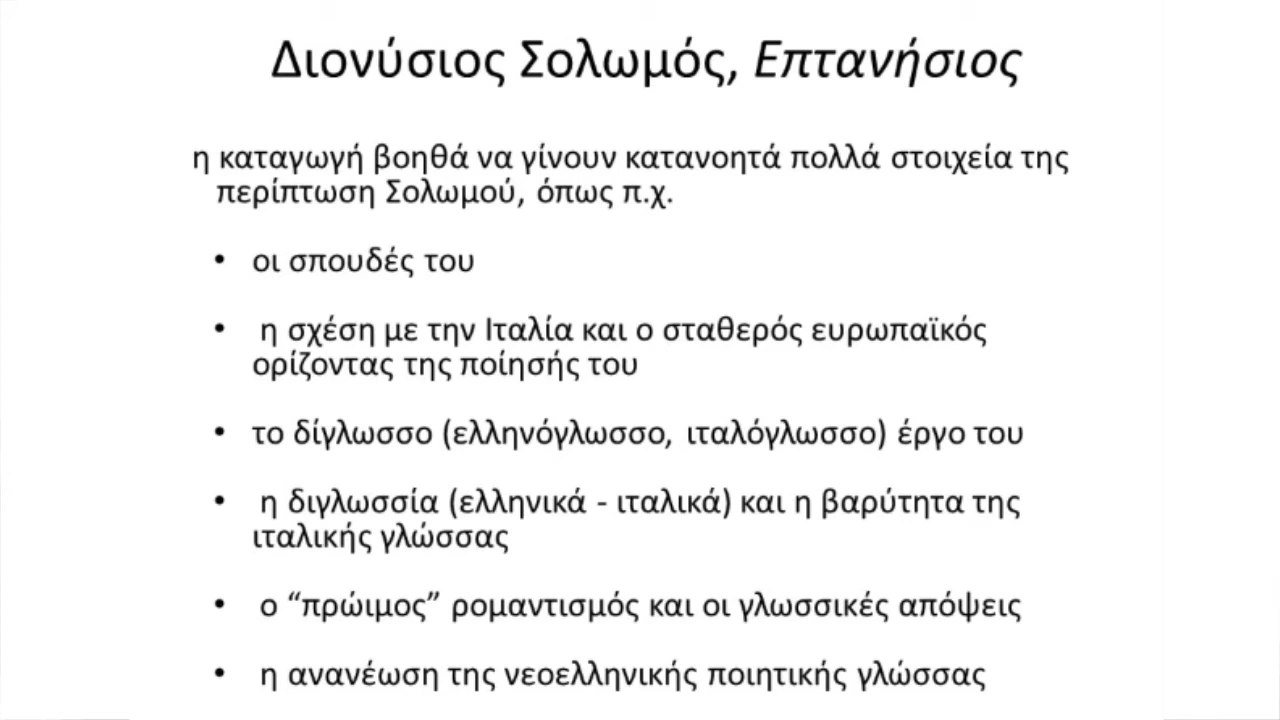 Διονύσιος Σολωμός, Επτανήσιος
η καταγωγή βοηθά να γίνουν κατανοητά πολλά στοιχεία της
περίπτωση Σολωμού, όπως π.χ.
• οι σπουδές του
• η σχέση με την Ιταλία και ο σταθερός ευρωπαϊκός
ορίζοντας της ποίησής του
• το δίγλωσσο (ελληνόγλωσσο, ιταλόγλωσσο) έργο του
• η διγλωσσία (ελληνικά - ιταλικά) και η βαρύτητα της
ιταλικής γλώσσας
• ο “πρώιμος” ρομαντισμός και οι γλωσσικές απόψεις
• η ανανέωση της νεοελληνικής ποιητικής γλώσσας